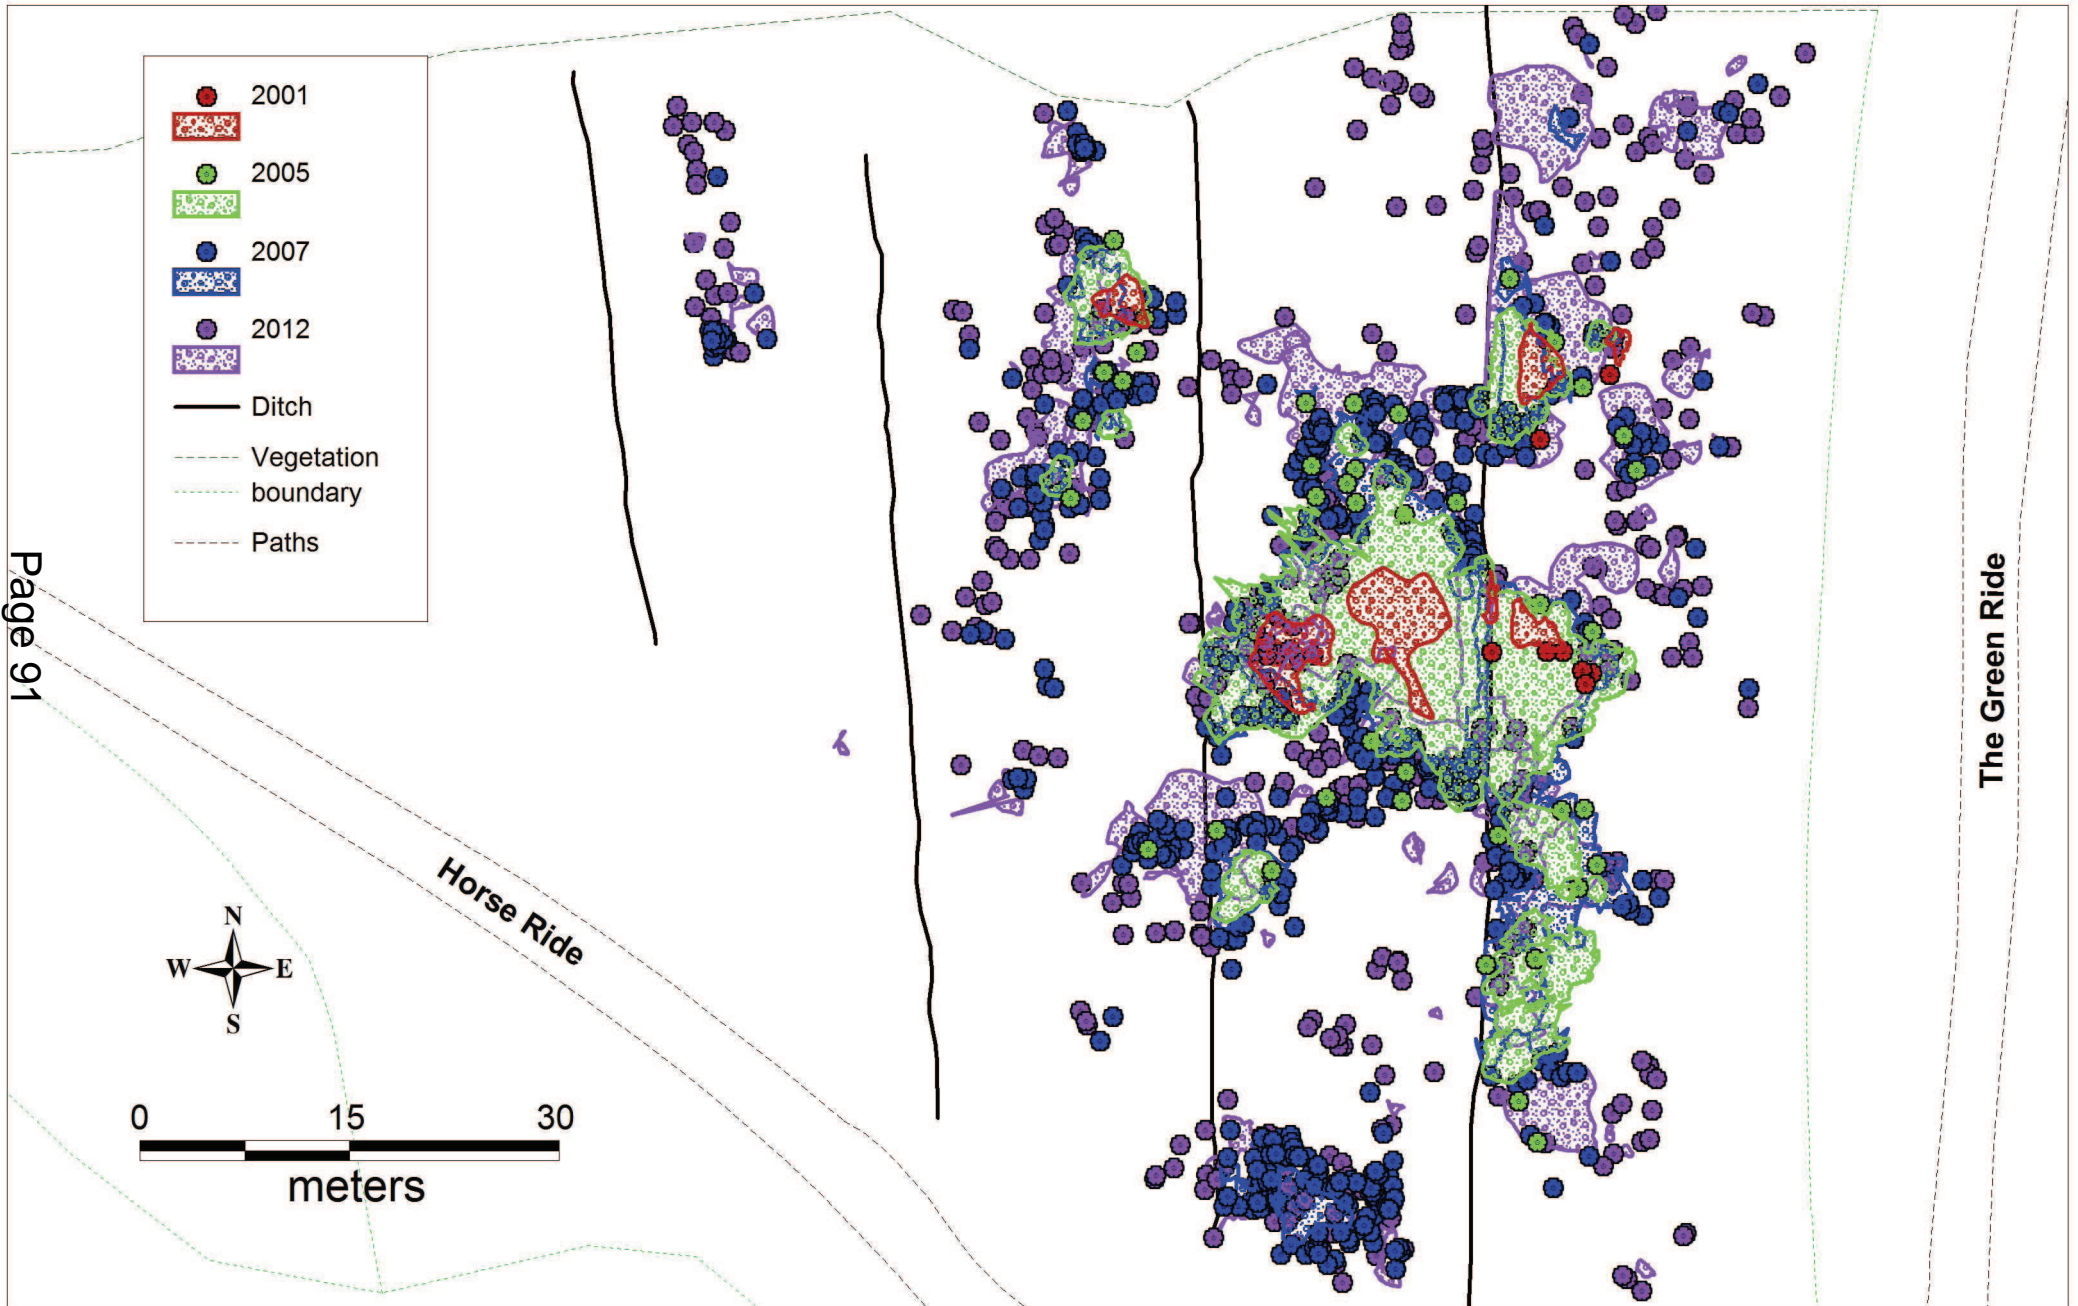 2001
2005
2007
2012
Ditch
Vegetation
boundary
Paths
Page 91
Horse Ride
The Green Ride
N
W E
S
0 15 30
meters